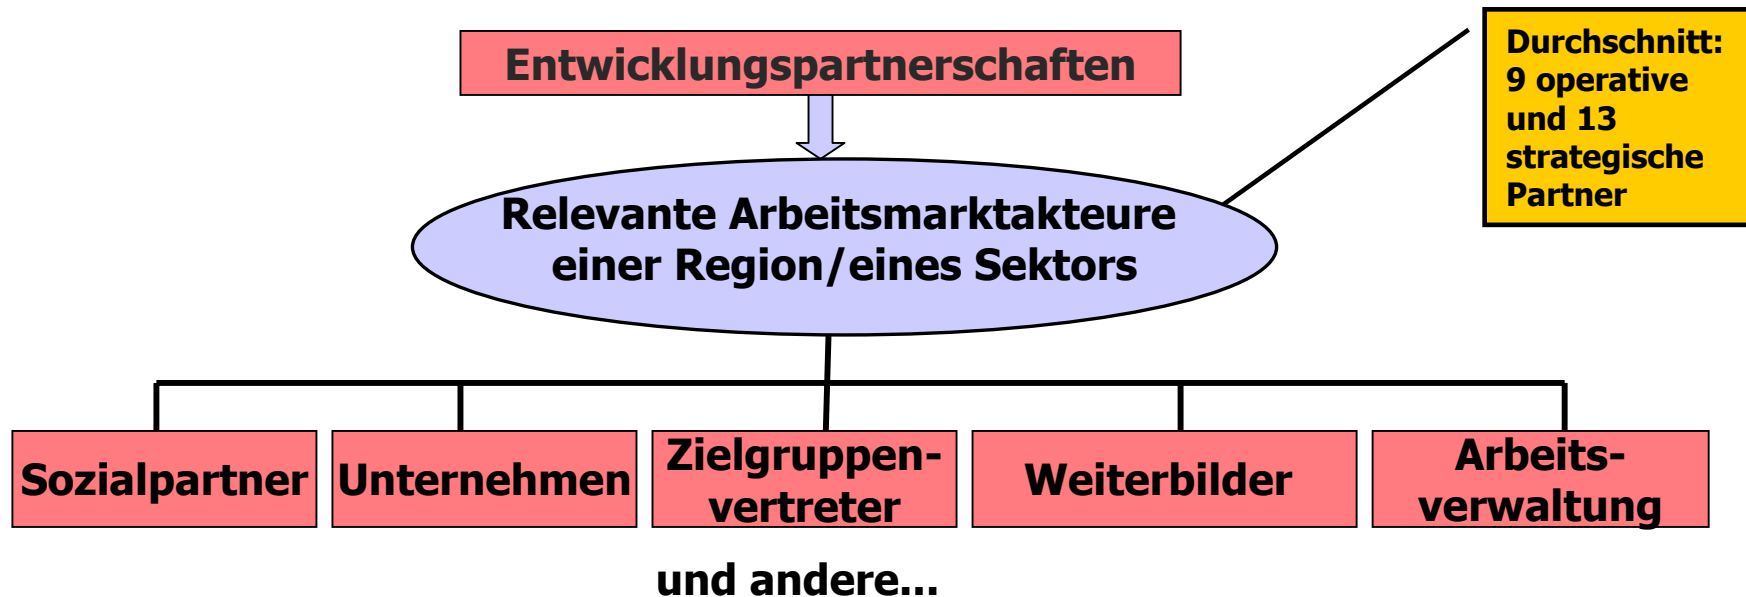 Entwicklungspartnerschaften
Durchschnitt:
9 operative
und 13
strategische
Partner
Relevante Arbeitsmarktakteure
einer Region/eines Sektors
Sozialpartner
Unternehmen
Zielgruppen-
vertreter
Weiterbilder
Arbeits-
verwaltung
und andere...